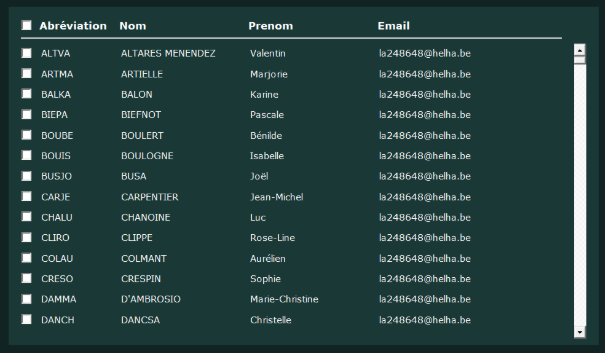 Abréviation Nom Prenom Email
ALTVA ALTARES MENENDEZ Valentin la248648@helha.be
ARTMA ARTIELLE Marjorie la248648@helha.be
BALKA BALON Karine la248648@helha.be
BIEPA BIEFNOT Pascale la248648@helha.be
BOUBE BOULERT Bénilde la248648@helha.be
BOUIS BOULOGNE Isabelle la248648@helha.be
BUSJO BUSA Joël la248648@helha.be
CARJE CARPENTIER Jean-Michel la248648@helha.be
CHALU CHANOINE Luc la248648@helha.be
CLIRO CLIPPE Rose-Line la248648@helha.be
COLAU COLMANT Aurélien la248648@helha.be
CRESO CRESPIN Sophie la248648@helha.be
DAMMA D'AMBROSIO Marie-Christine la248648@helha.be
DANCH DANCSA Christelle la248648@helha.be